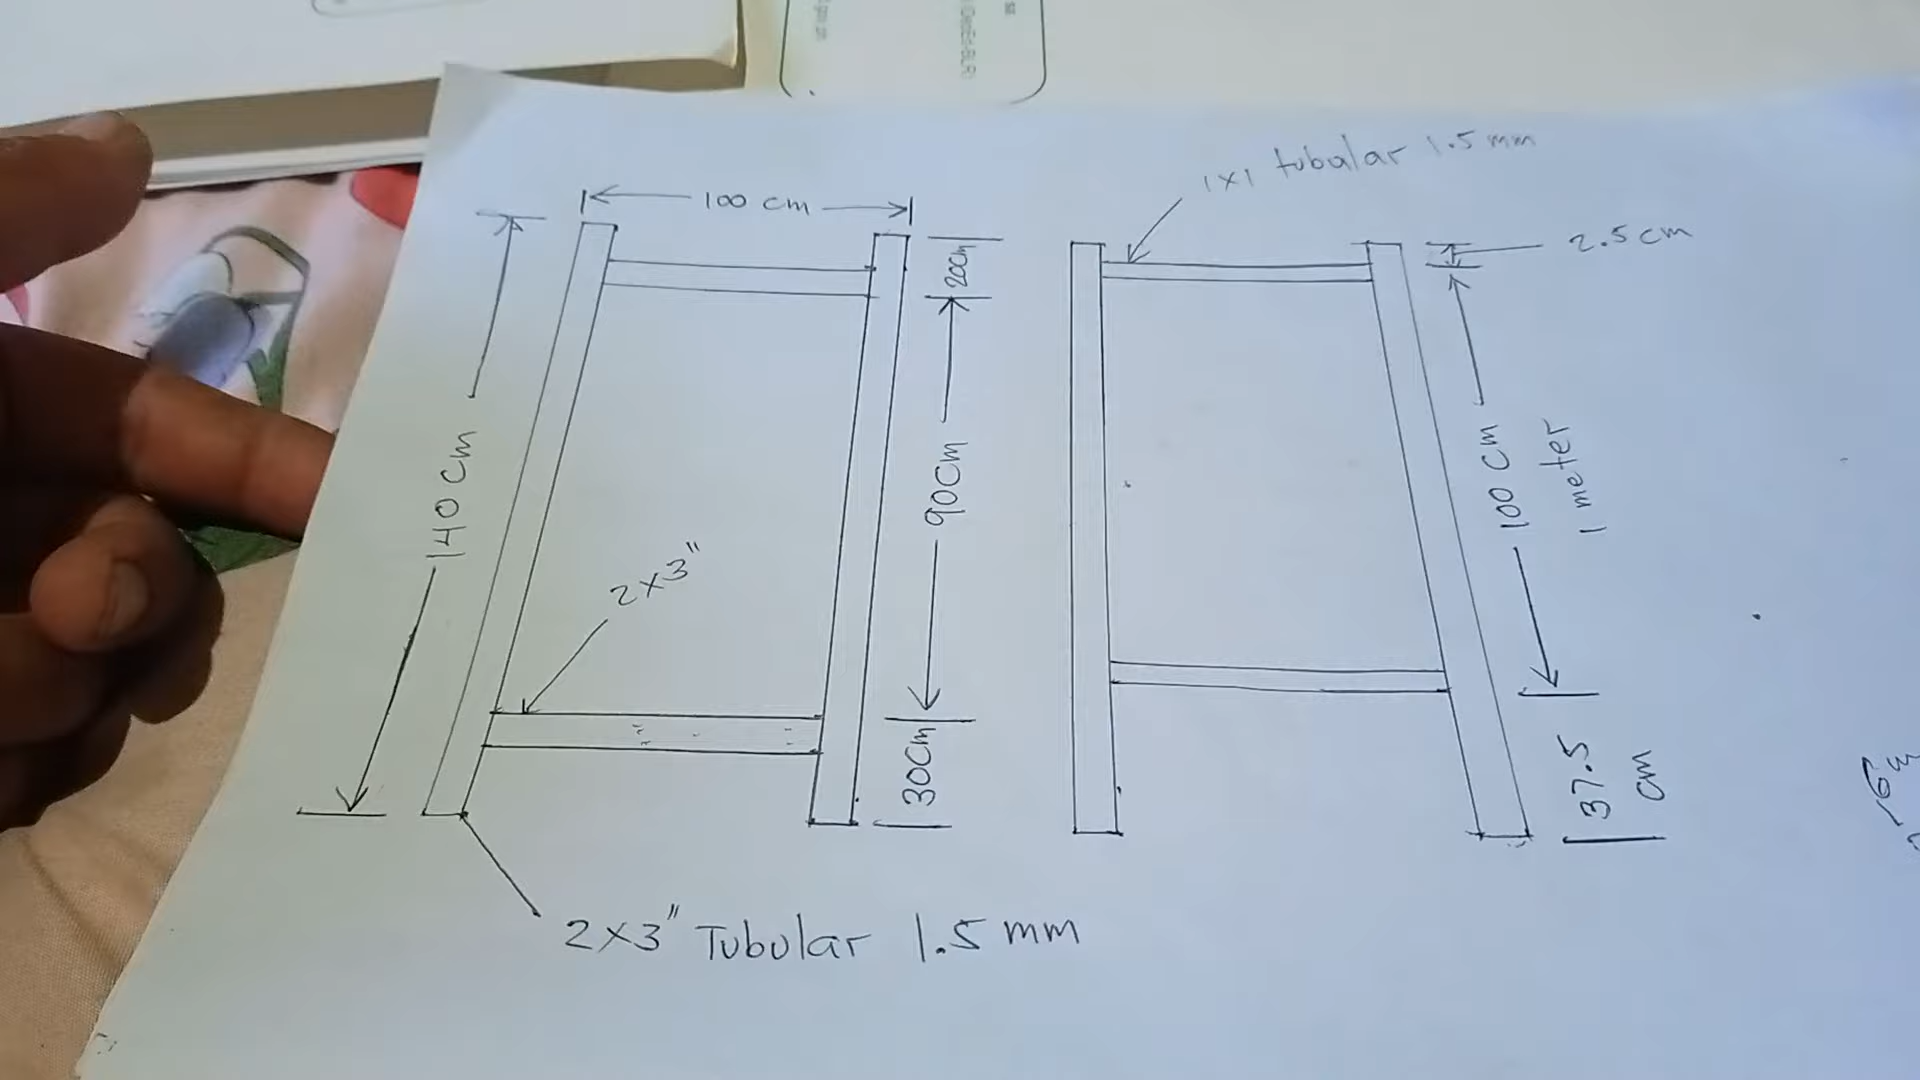 1x1 tubular 1.5 mm
100 cm
2.5 cm
20cm
140 cm
90cm
100 cm
1 meter
2x3"
30cm
37.5
cm
2x3" Tubular 1.5 mm